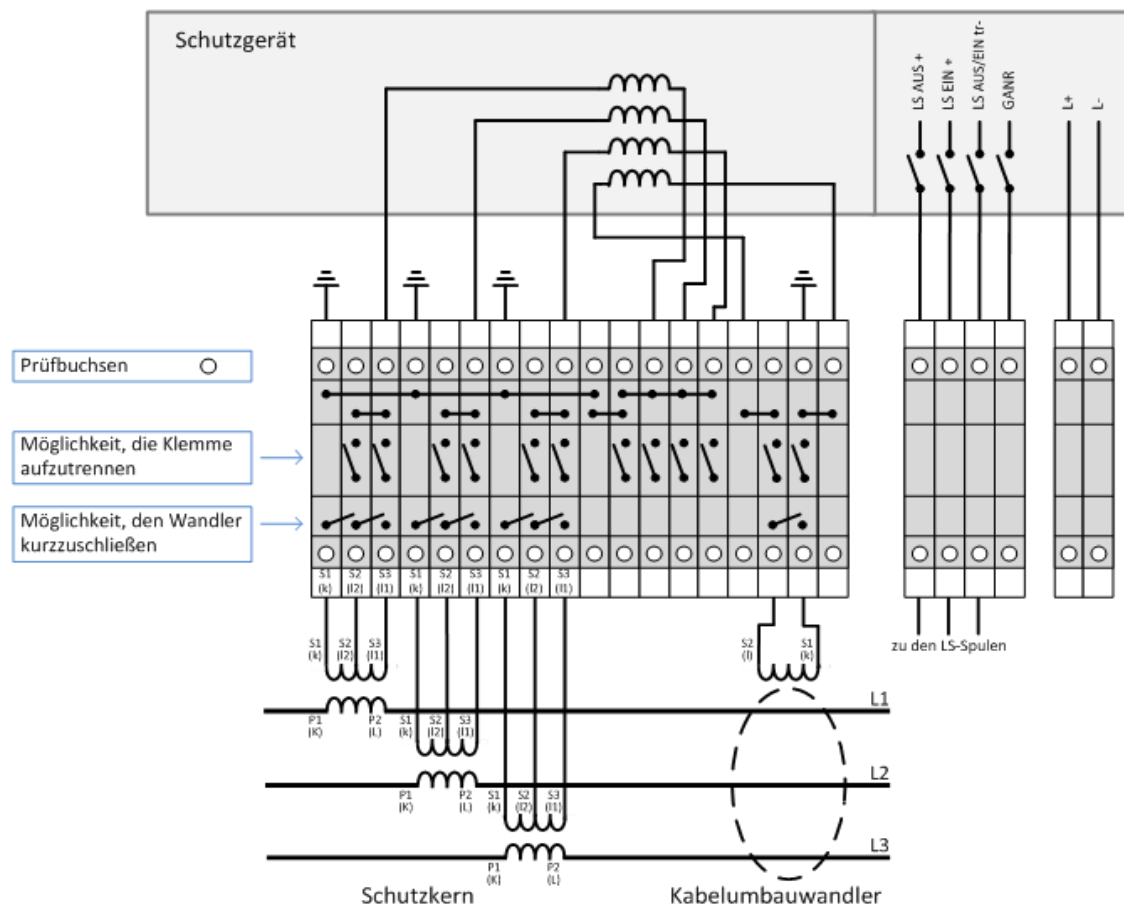 Schutzgerät
LS AUS +
LS EIN +
LS AUS/EIN tr-
GANR
L+
L-
Prüfbuchsen
Möglichkeit, die Klemme
aufzutrennen
Möglichkeit, den Wandler
kurzzuschließen
S1 S2 S3 S1 S2 S3 S1 S2 S3
(k) (l2) (l1) (k) (l2) (l1) (k) (l2) (l1)
S1 S2 S3
(k) (l2) (l1)
S2 S1
(l) (k)
zu den LS-Spulen
L1
P1 P2
(K) (L)
S1 S2 S3
(k) (l2) (l1)
L2
P1 P2
(K) (L)
S1 S2 S3
(k) (l2) (l1)
L3
P1 P2
(K) (L)
Schutzkern
Kabelumbauwandler